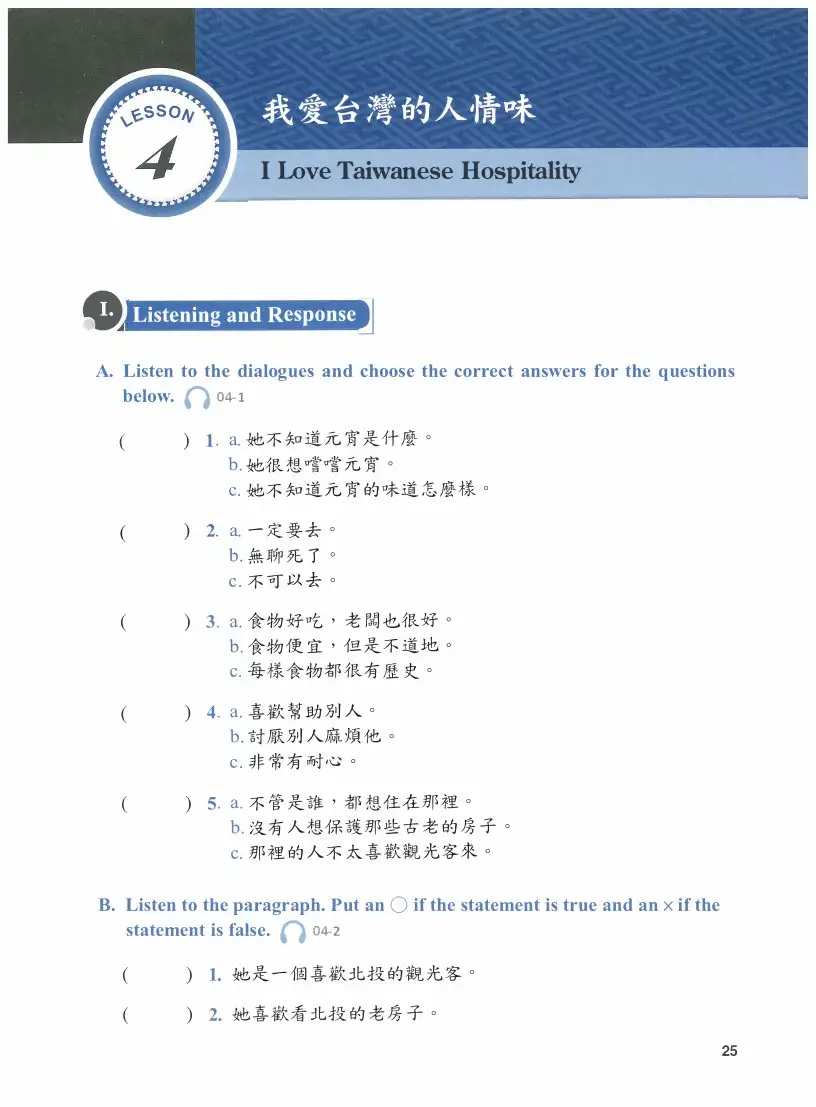 LESSON
4
我愛台灣的人情味
I Love Taiwanese Hospitality
I. Listening and Response
A. Listen to the dialogues and choose the correct answers for the questions
below. 04-1
( ) 1. a. 她不知道元宵是什麼。
b. 她很想嚐嚐元宵。
c. 她不知道元宵的味道怎麼樣。
( ) 2. a. 一定要去。
b. 無聊死了。
c. 不可以去。
( ) 3. a. 食物好吃，老闆也很好。
b. 食物便宜，但是不道地。
c. 每樣食物都很有歷史。
( ) 4. a. 喜歡幫助別人。
b. 討厭別人麻煩他。
c. 非常有耐心。
( ) 5. a. 不管是誰，都想住在那裡。
b. 沒有人想保護那些古老的房子。
c. 那裡的人不太喜歡觀光客來。
B. Listen to the paragraph. Put an ○ if the statement is true and an × if the
statement is false. 04-2
( ) 1. 她是一個喜歡北投的觀光客。
( ) 2. 她喜歡看北投的老房子。
25